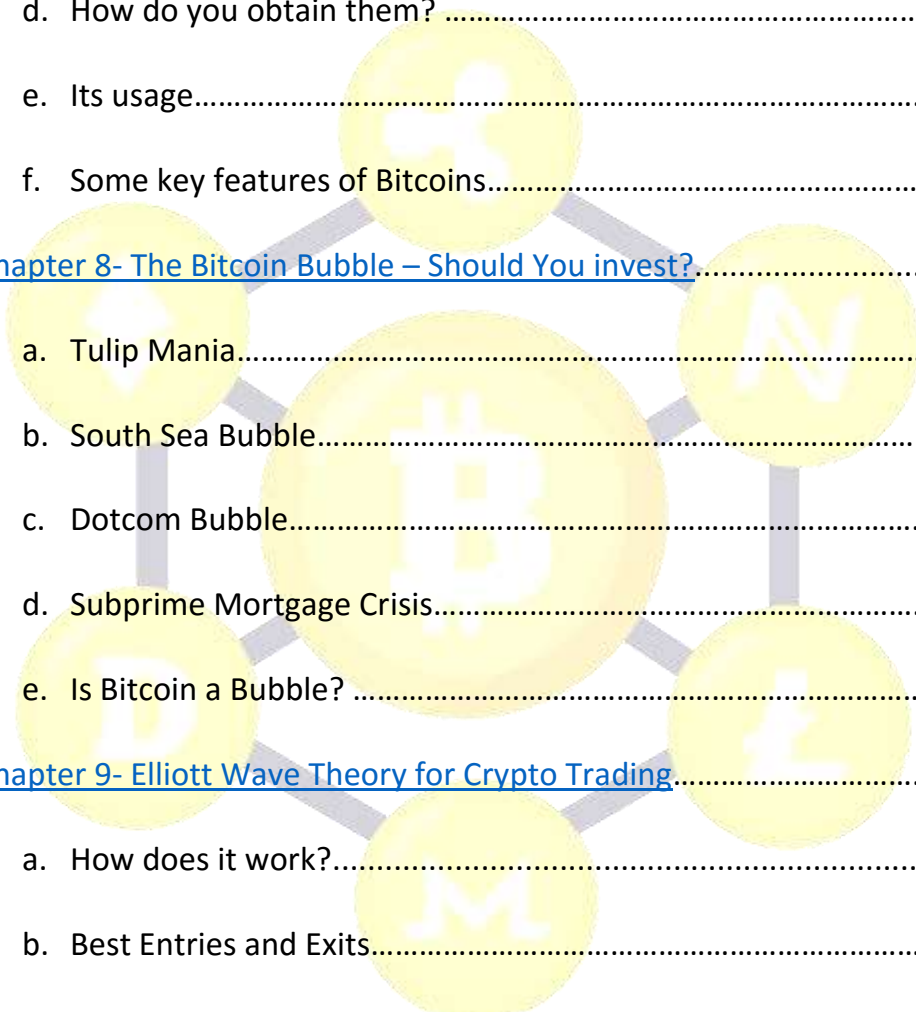 d. How do you obtain them? ........................................................
e. Its usage................................................................................................
f. Some key features of Bitcoins......................................................
hapter 8- The Bitcoin Bubble – Should You invest?............................
a. Tulip Mania.........................................................................................
b. South Sea Bubble..............................................................................
c. Dotcom Bubble..................................................................................
d. Subprime Mortgage Crisis...............................................................
e. Is Bitcoin a Bubble? .........................................................................
hapter 9- Elliott Wave Theory for Crypto Trading..............................
a. How does it work?............................................................................
b. Best Entries and Exits......................................................................